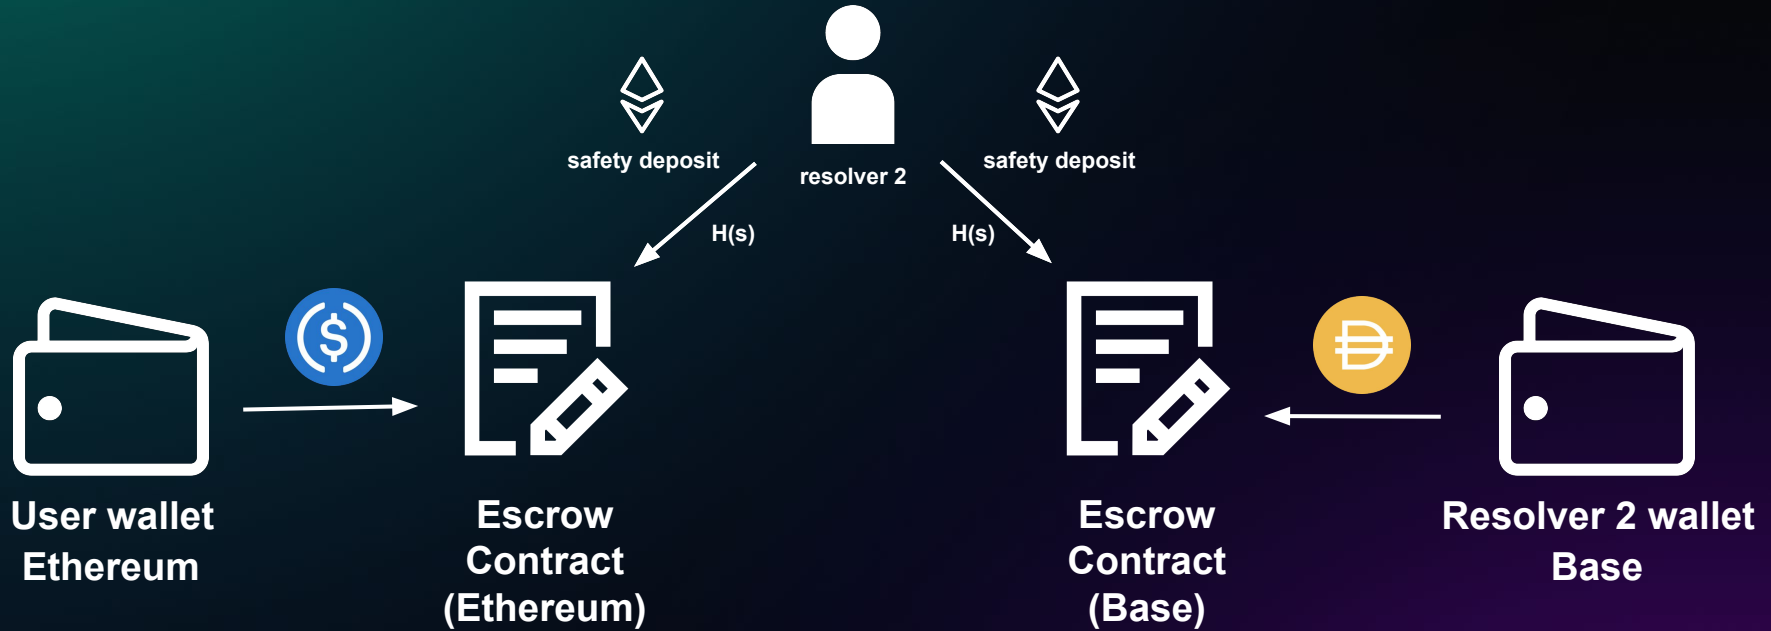 safety deposit
resolver 2
safety deposit
H(s)
H(s)
User wallet
Ethereum
Escrow
Contract
(Ethereum)
Escrow
Contract
(Base)
Resolver 2 wallet
Base